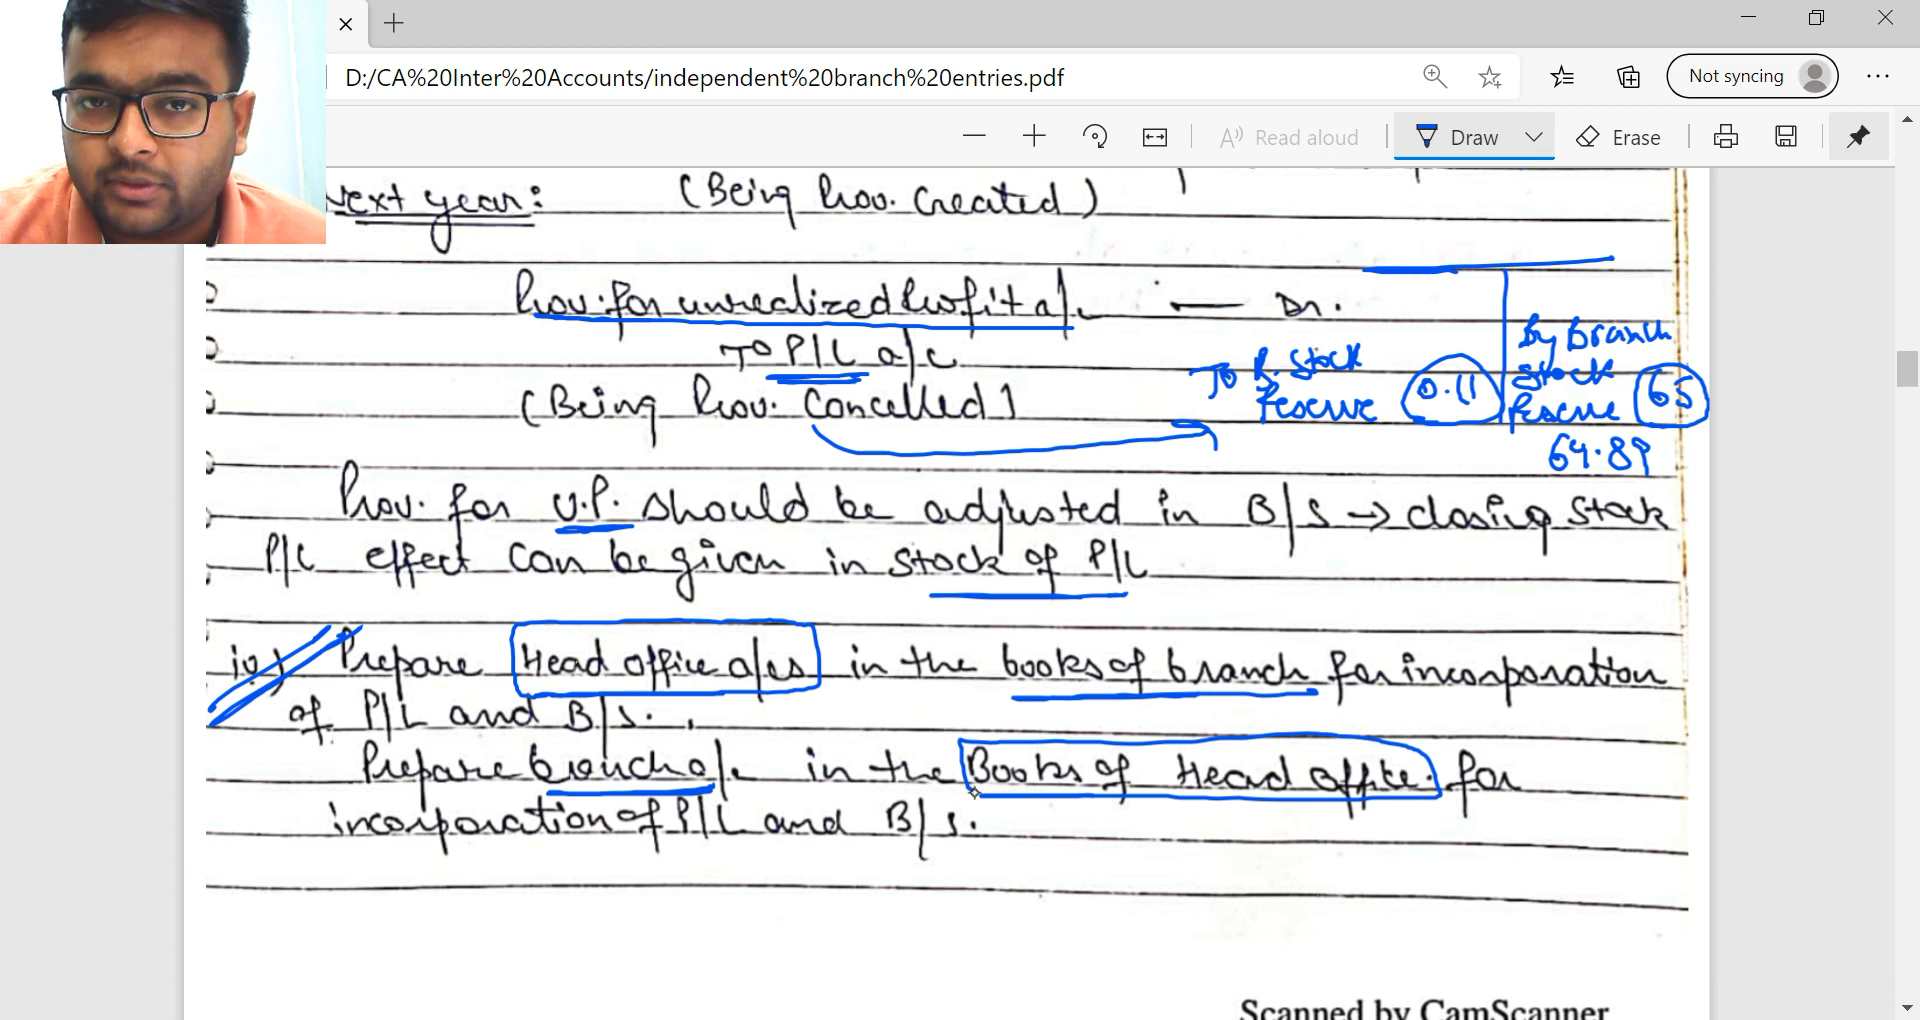 D:/CA%20Inter%20Accounts/independent%20branch%20entries.pdf
Not syncing
Read aloud
Draw
Erase
Next year:
(Being Prov. Created)
Prov. for unrealized Profit a/c — Dr.
To P/L a/c
(Being Prov. Cancelled)
To B. Stock
reserve
0.11
By Branch
Stock
reserve
65
64.89
Prov. for U.P. should be adjusted in B/S → closing Stock
P/L effect can be given in Stock of P/L
iv) Prepare Head office a/cs in the books of branch for incorporation
of P/L and B/S.
Prepare branch a/c in the Books of Head office for
incorporation of P/L and B/S.
Scanned by CamScanner